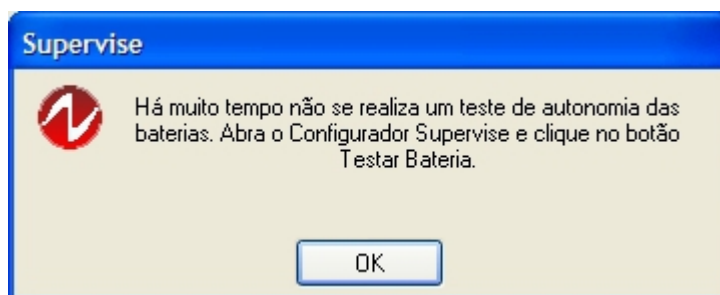 Supervise
Há muito tempo não se realiza um teste de autonomia das
baterias. Abra o Configurador Supervise e clique no botão
Testar Bateria.
OK